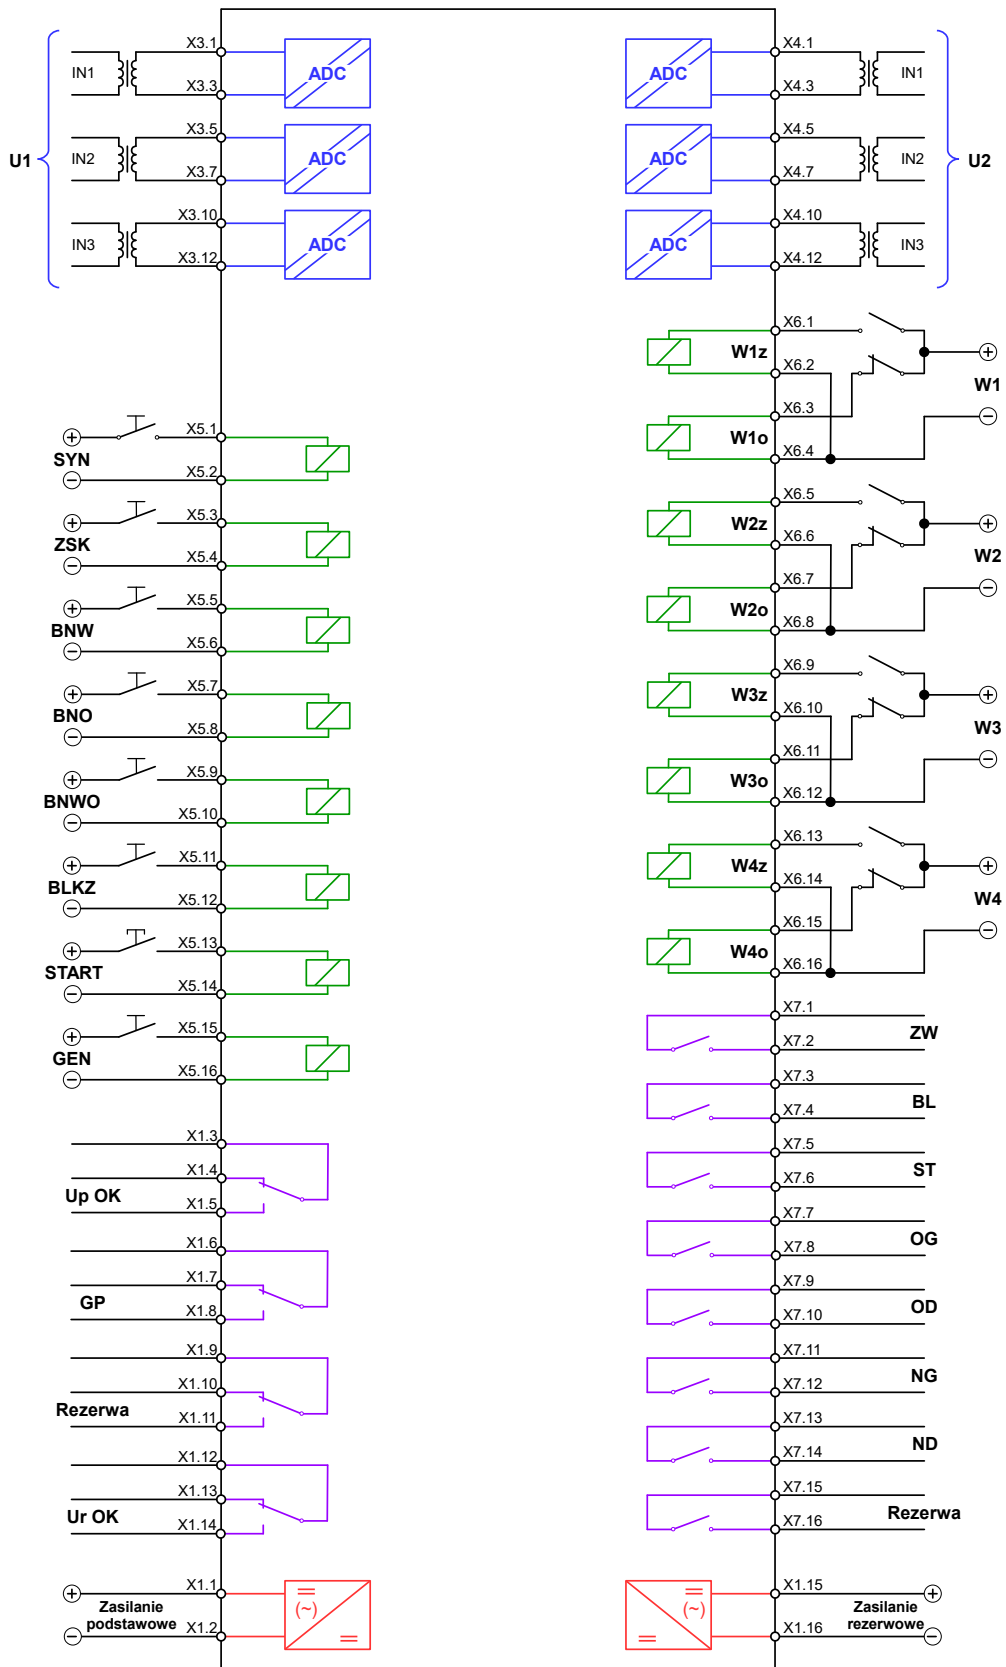 X3.1
IN1
ADC
X3.3
X3.5
IN2
ADC
X3.7
U1
X3.10
IN3
ADC
X3.12
X4.1
ADC
IN1
X4.3
X4.5
ADC
IN2
X4.7
U2
X4.10
ADC
IN3
X4.12
X5.1
SYN
X5.2
X5.3
ZSK
X5.4
X5.5
BNW
X5.6
X5.7
BNO
X5.8
X5.9
BNWO
X5.10
X5.11
BLKZ
X5.12
X5.13
START
X5.14
X5.15
GEN
X5.16
X1.3
X1.4
Up OK
X1.5
X1.6
X1.7
GP
X1.8
X1.9
X1.10
Rezerwa
X1.11
X1.12
X1.13
Ur OK
X1.14
X1.1
Zasilanie
podstawowe
X1.2
(~)
X6.1
W1z
X6.2
W1
X6.3
W1o
X6.4
X6.5
W2z
X6.6
W2
X6.7
W2o
X6.8
X6.9
W3z
X6.10
W3
X6.11
W3o
X6.12
X6.13
W4z
X6.14
W4
X6.15
W4o
X6.16
X7.1
ZW
X7.2
X7.3
BL
X7.4
X7.5
ST
X7.6
X7.7
OG
X7.8
X7.9
OD
X7.10
X7.11
NG
X7.12
X7.13
ND
X7.14
X7.15
Rezerwa
X7.16
(~)
X1.15
Zasilanie
rezerwowe
X1.16